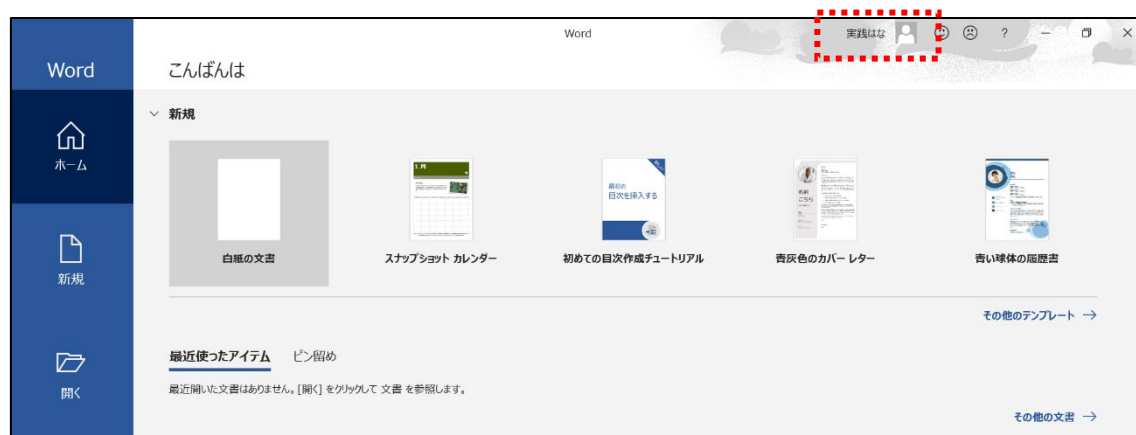 Word
実践はな
?
Word
こんばんは
ホーム
新規
開く
新規
1月
最初の
目次を挿入する
名前
こちら
白紙の文書
スナップショット カレンダー
初めての目次作成チュートリアル
青灰色のカバー レター
青い球体の履歴書
その他のテンプレート →
最近使ったアイテム ピン留め
最近開いた文書はありません。[開く] をクリックして 文書 を参照します。
その他の文書 →